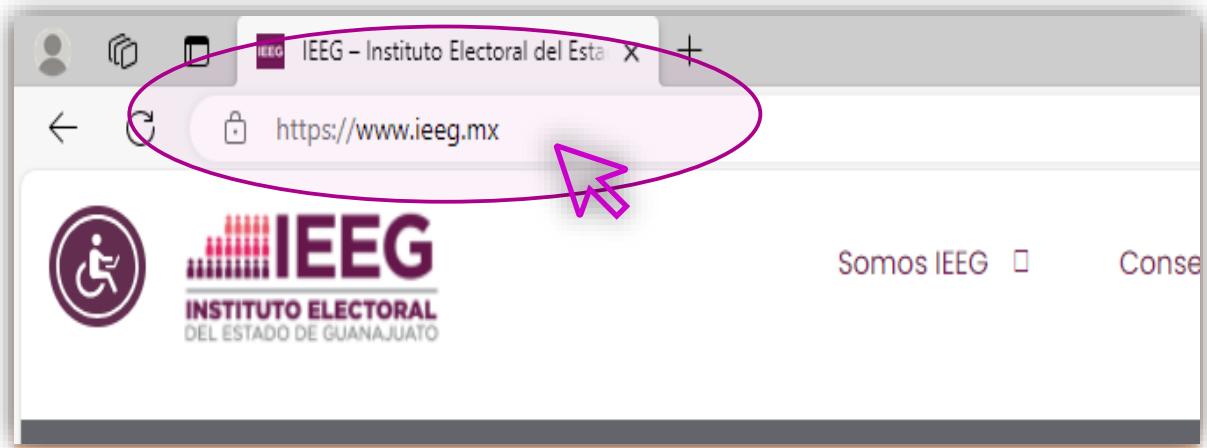 IEEG IEEG – Instituto Electoral del Esta
https://www.ieeg.mx
IEEG
INSTITUTO ELECTORAL
DEL ESTADO DE GUANAJUATO
Somos IEEG
Conse